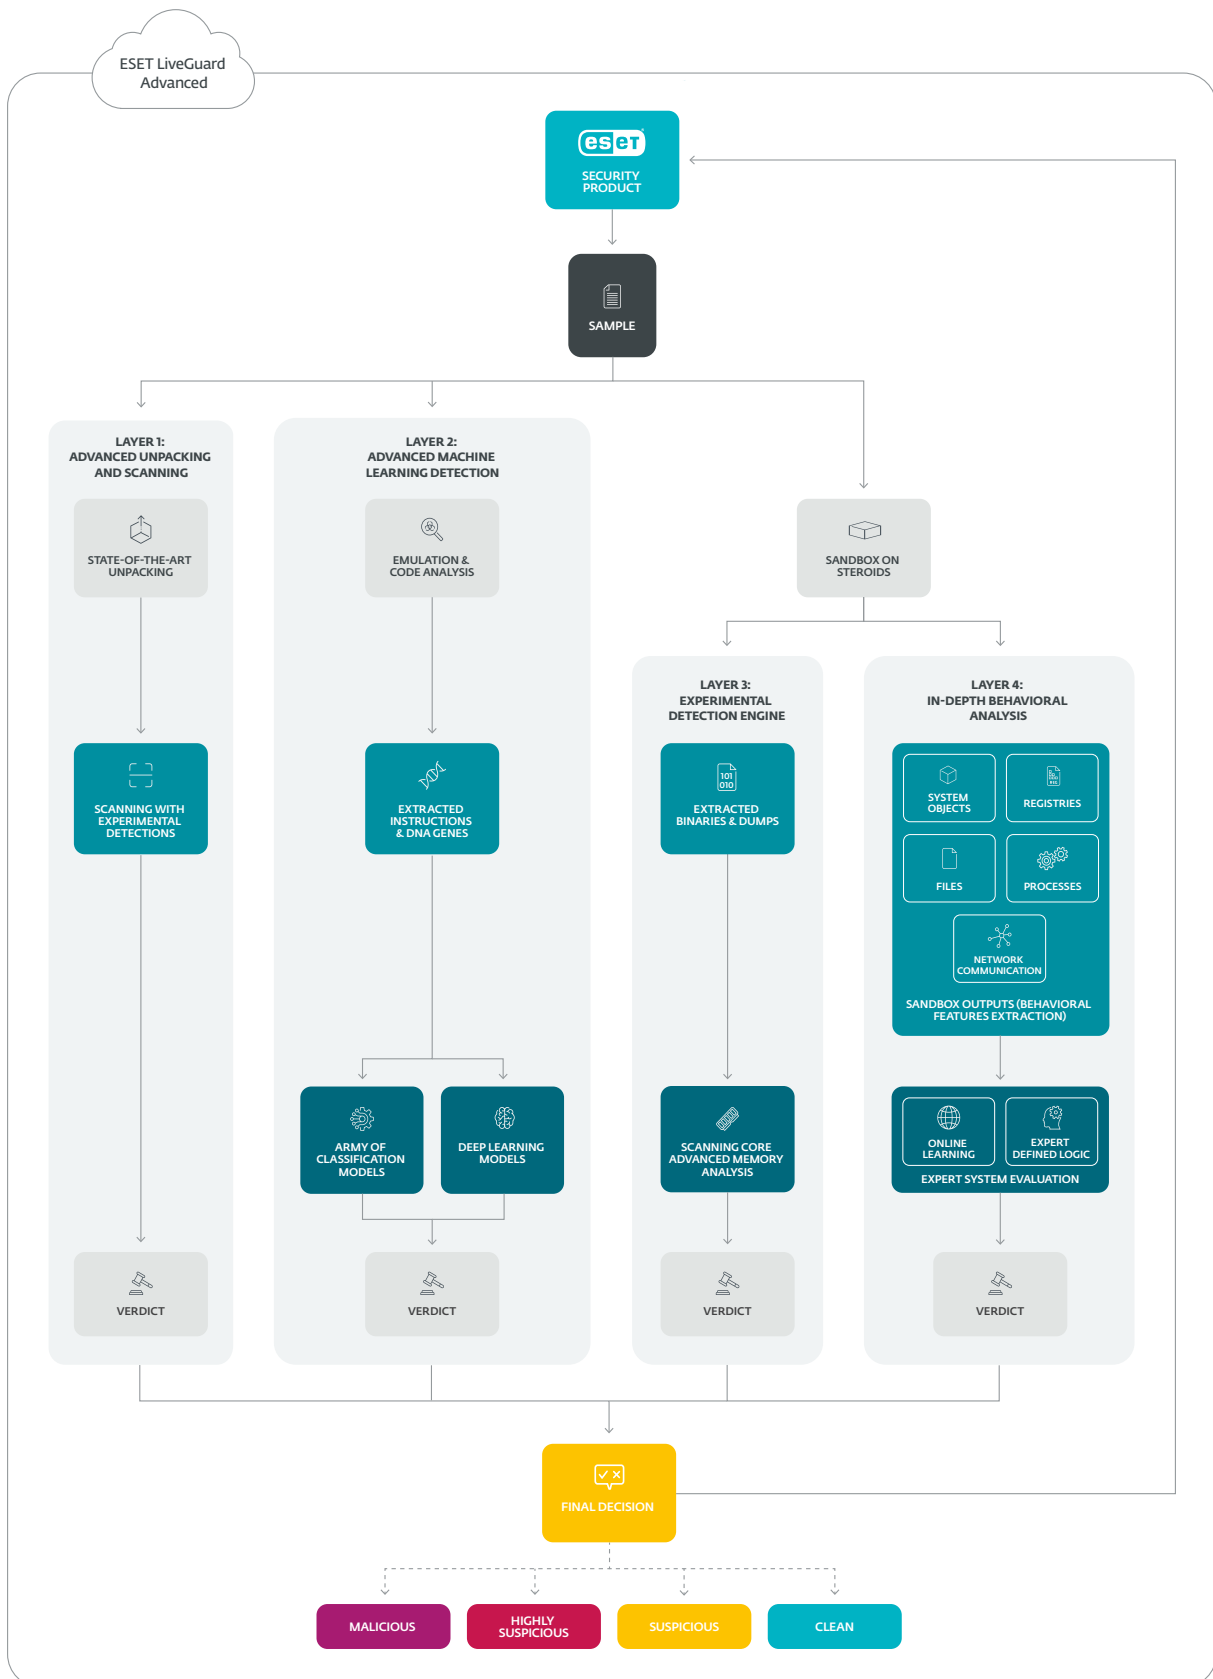 ESET LiveGuard
Advanced
eset
SECURITY
PRODUCT
SAMPLE
LAYER 1:
ADVANCED UNPACKING
AND SCANNING
STATE-OF-THE-ART
UNPACKING
SCANNING WITH
EXPERIMENTAL
DETECTIONS
VERDICT
LAYER 2:
ADVANCED MACHINE
LEARNING DETECTION
EMULATION &
CODE ANALYSIS
EXTRACTED
INSTRUCTIONS
& DNA GENES
ARMY OF
CLASSIFICATION
MODELS
DEEP LEARNING
MODELS
VERDICT
SANDBOX ON
STEROIDS
LAYER 3:
EXPERIMENTAL
DETECTION ENGINE
101
010
EXTRACTED
BINARIES & DUMPS
SCANNING CORE
ADVANCED MEMORY
ANALYSIS
VERDICT
LAYER 4:
IN-DEPTH BEHAVIORAL
ANALYSIS
SYSTEM
OBJECTS
REGISTRIES
FILES
PROCESSES
NETWORK
COMMUNICATION
SANDBOX OUTPUTS (BEHAVIORAL
FEATURES EXTRACTION)
ONLINE
LEARNING
EXPERT
DEFINED LOGIC
EXPERT SYSTEM EVALUATION
VERDICT
FINAL DECISION
MALICIOUS
HIGHLY
SUSPICIOUS
SUSPICIOUS
CLEAN